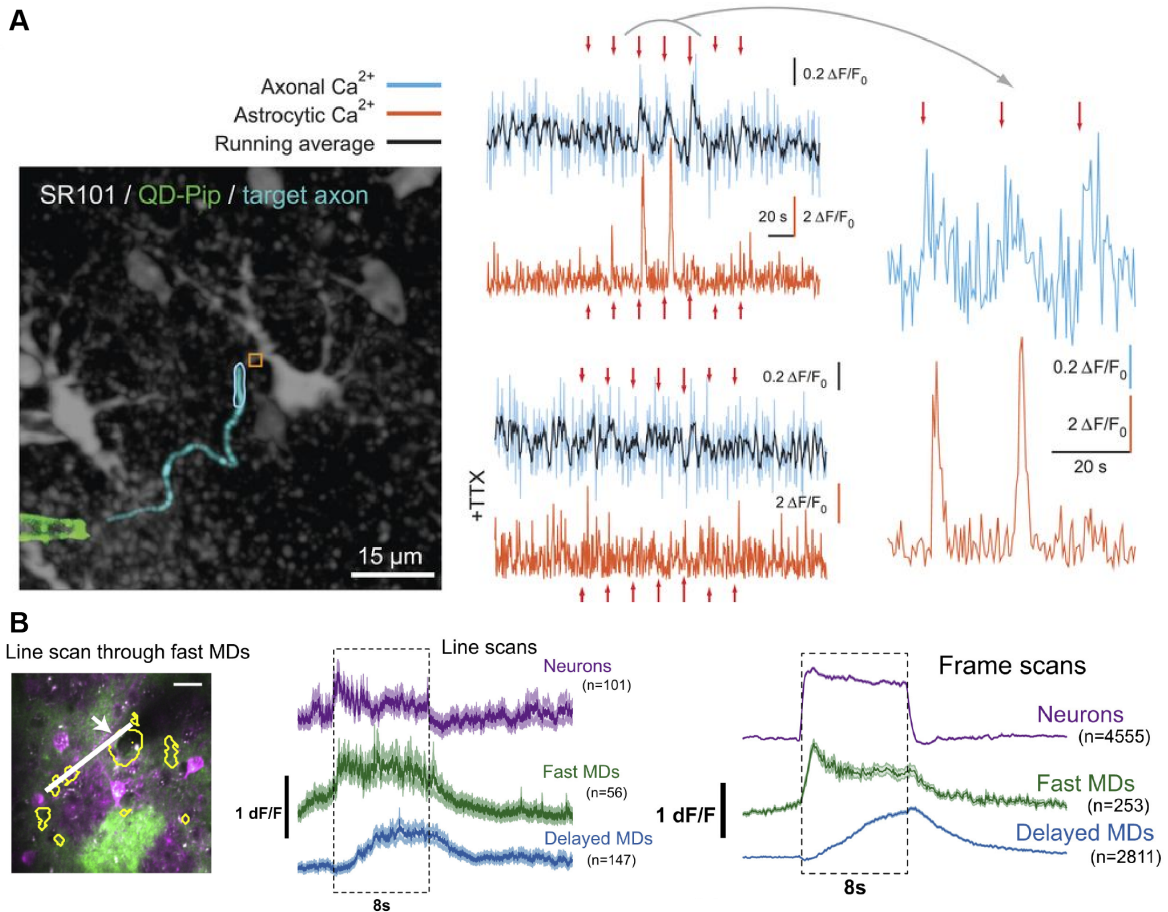 A
Axonal Ca2+
Astrocytic Ca2+
Running average
SR101 / QD-Pip / target axon
15 µm
0.2 ΔF/F0
20 s
2 ΔF/F0
+TTX
0.2 ΔF/F0
2 ΔF/F0
0.2 ΔF/F0
2 ΔF/F0
20 s
B
Line scan through fast MDs
Line scans
Neurons
(n=101)
Fast MDs
(n=56)
1 dF/F
Delayed MDs
(n=147)
8s
Frame scans
Neurons
(n=4555)
Fast MDs
(n=253)
1 dF/F
Delayed MDs
(n=2811)
8s